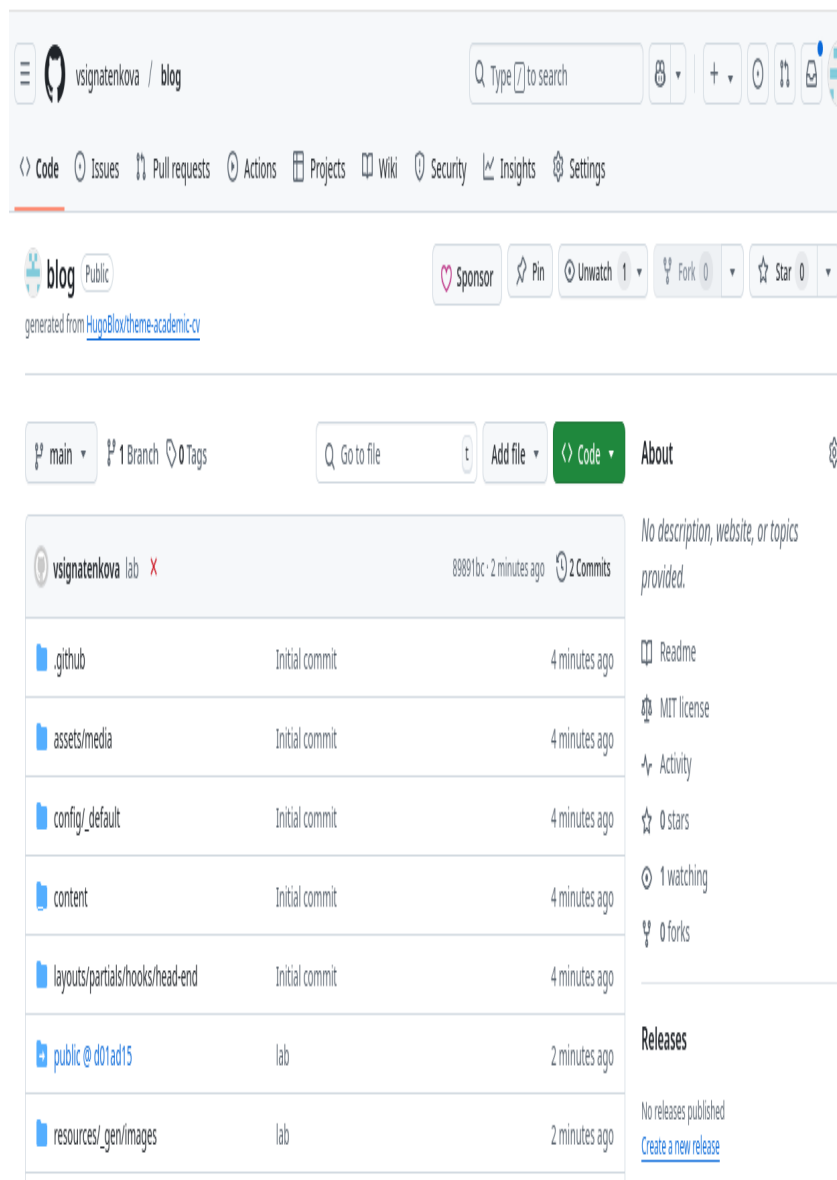 vsignatenkova / blog
Type / to search
Code Issues Pull requests Actions Projects Wiki Security Insights Settings
blog Public
Sponsor Pin Unwatch 1 Fork 0 Star 0
generated from HugoBlox/theme-academic-cv
main 1 Branch 0 Tags
Go to file t Add file Code
About
No description, website, or topics
provided.
vsignatenkova lab 89891bc · 2 minutes ago 2 Commits
.github Initial commit 4 minutes ago
assets/media Initial commit 4 minutes ago
config/_default Initial commit 4 minutes ago
content Initial commit 4 minutes ago
layouts/partials/hooks/head-end Initial commit 4 minutes ago
public @ d01ad15 lab 2 minutes ago
resources/_gen/images lab 2 minutes ago
Readme
MIT license
Activity
0 stars
1 watching
0 forks
Releases
No releases published
Create a new release